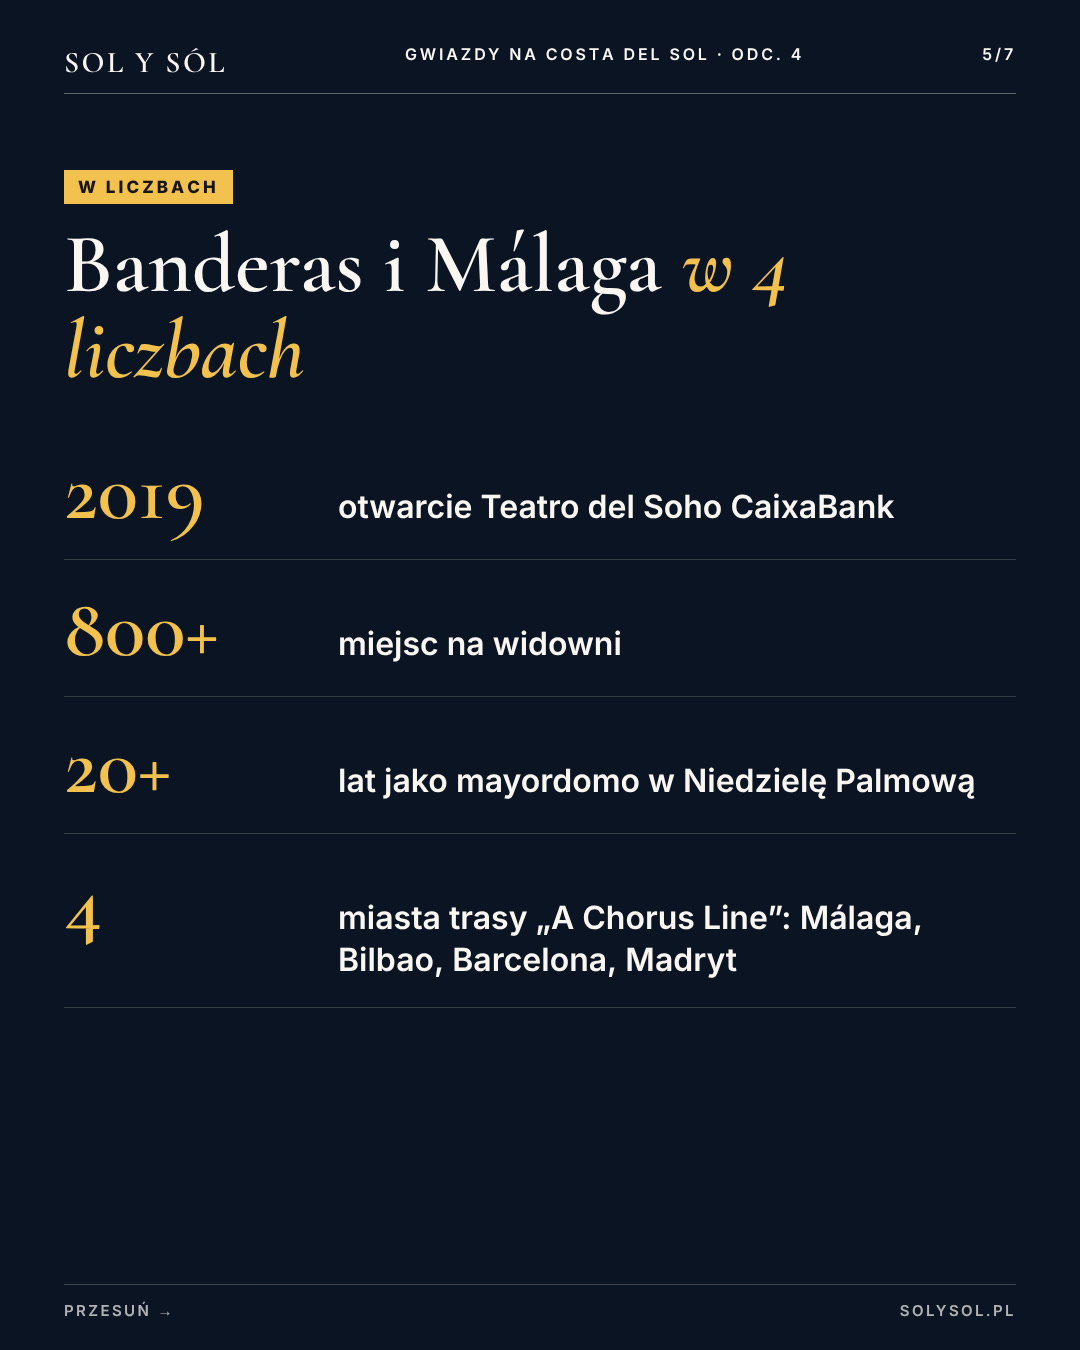 SOL Y SÓL
GWIAZDY NA COSTA DEL SOL · ODC. 4
5/7
W LICZBACH
Banderas i Málaga w 4
liczbach
2019
otwarcie Teatro del Soho CaixaBank
800+
miejsc na widowni
20+
lat jako mayordomo w Niedzielę Palmową
4
miasta trasy „A Chorus Line”: Málaga,
Bilbao, Barcelona, Madryt
PRZESUŃ →
SOLYSOL.PL